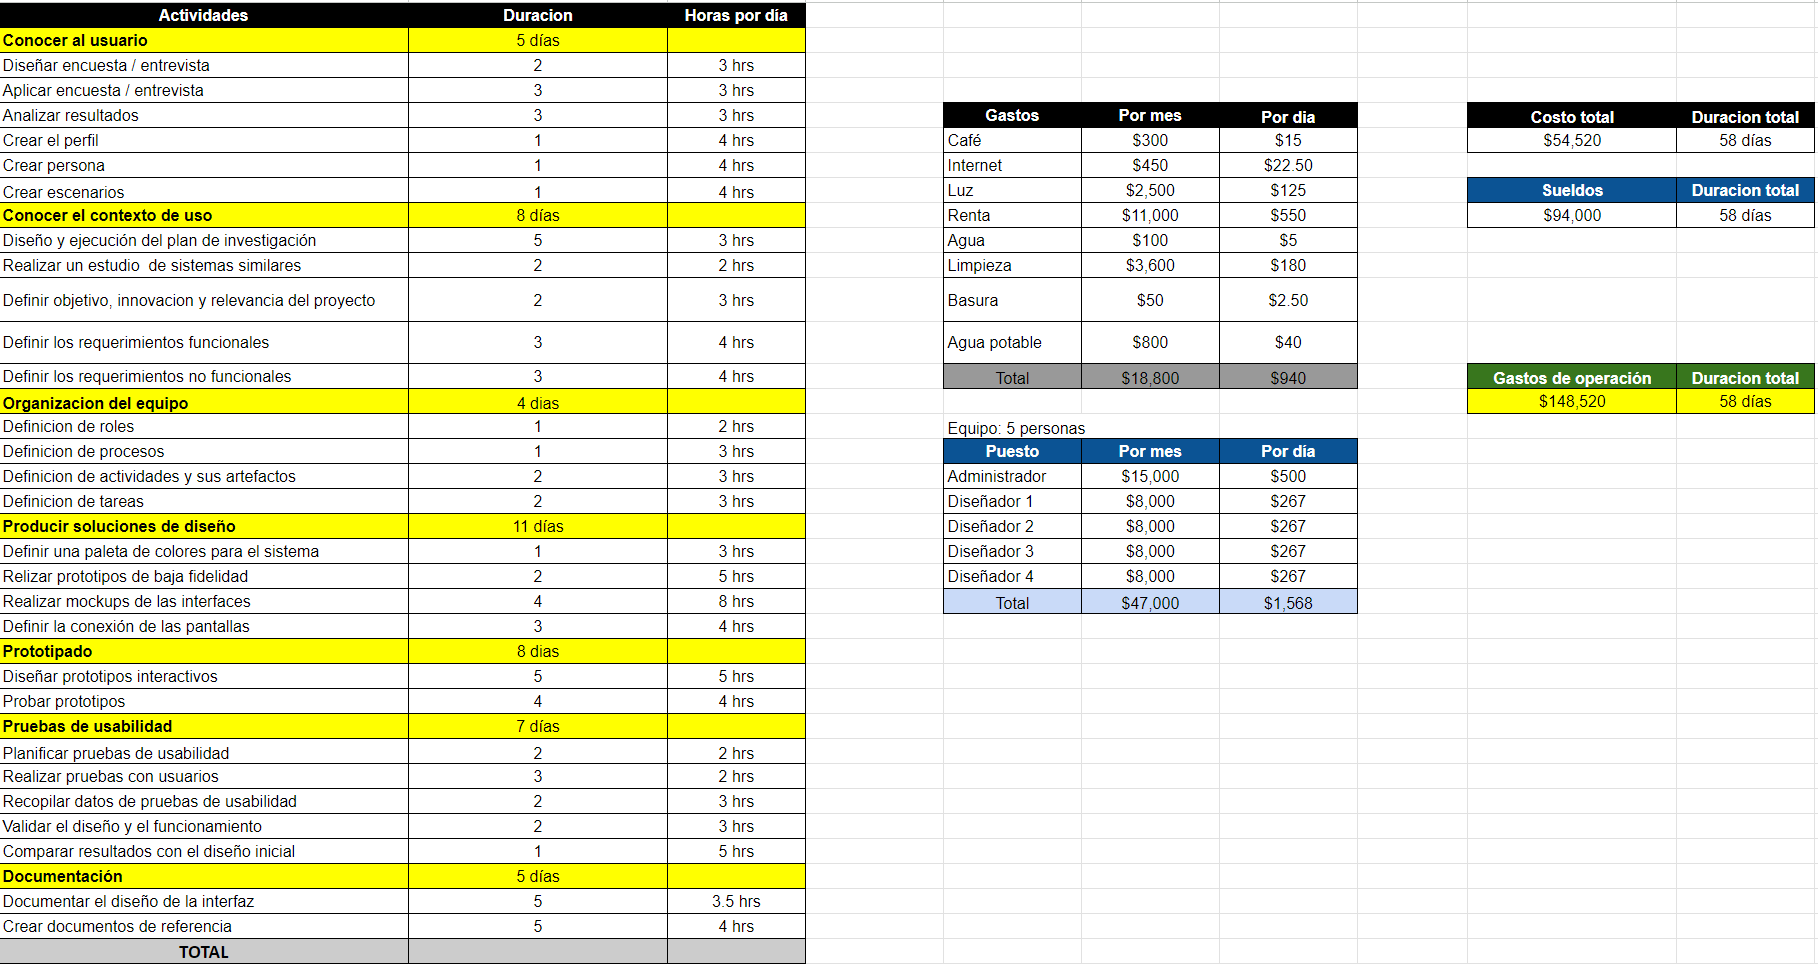 Actividades Duracion Horas por día
Conocer al usuario 5 días
Diseñar encuesta / entrevista 2 3 hrs
Aplicar encuesta / entrevista 3 3 hrs
Analizar resultados 3 3 hrs
Crear el perfil 1 4 hrs
Crear persona 1 4 hrs
Crear escenarios 1 4 hrs
Conocer el contexto de uso 8 días
Diseño y ejecución del plan de investigación 5 3 hrs
Realizar un estudio  de sistemas similares 2 2 hrs
Definir objetivo, innovacion y relevancia del proyecto 2 3 hrs
Definir los requerimientos funcionales 3 4 hrs
Definir los requerimientos no funcionales 3 4 hrs
Organizacion del equipo 4 dias
Definicion de roles 1 2 hrs
Definicion de procesos 1 3 hrs
Definicion de actividades y sus artefactos 2 3 hrs
Definicion de tareas 2 3 hrs
Producir soluciones de diseño 11 días
Definir una paleta de colores para el sistema 1 3 hrs
Relizar prototipos de baja fidelidad 2 5 hrs
Realizar mockups de las interfaces 4 8 hrs
Definir la conexión de las pantallas 3 4 hrs
Prototipado 8 dias
Diseñar prototipos interactivos 5 5 hrs
Probar prototipos 4 4 hrs
Pruebas de usabilidad 7 días
Planificar pruebas de usabilidad 2 2 hrs
Realizar pruebas con usuarios 3 2 hrs
Recopilar datos de pruebas de usabilidad 2 3 hrs
Validar el diseño y el funcionamiento 2 3 hrs
Comparar resultados con el diseño inicial 1 5 hrs
Documentación 5 días
Documentar el diseño de la interfaz 5 3.5 hrs
Crear documentos de referencia 5 4 hrs
TOTAL
Gastos Por mes Por dia
Café $300 $15
Internet $450 $22.50
Luz $2,500 $125
Renta $11,000 $550
Agua $100 $5
Limpieza $3,600 $180
Basura $50 $2.50
Agua potable $800 $40
Total $18,800 $940
Equipo: 5 personas
Puesto Por mes Por día
Administrador $15,000 $500
Diseñador 1 $8,000 $267
Diseñador 2 $8,000 $267
Diseñador 3 $8,000 $267
Diseñador 4 $8,000 $267
Total $47,000 $1,568
Costo total Duracion total
$54,520 58 días
Sueldos Duracion total
$94,000 58 días
Gastos de operación Duracion total
$148,520 58 días